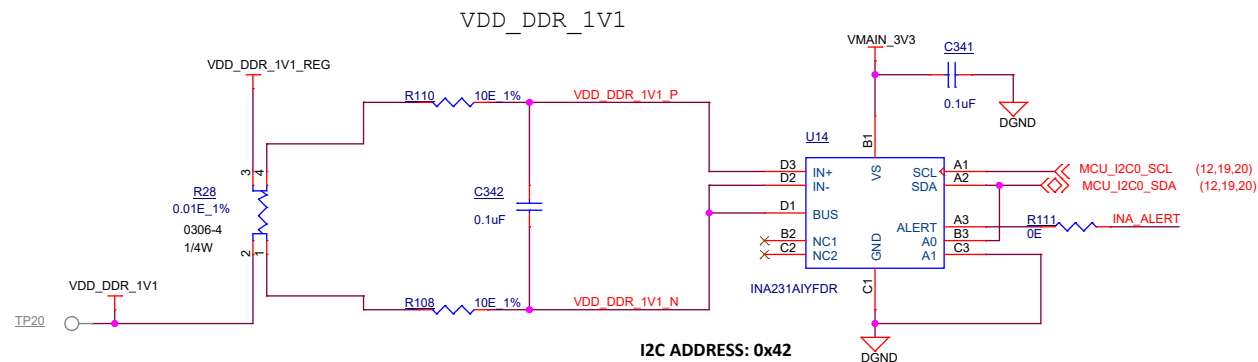 VDD_DDR_1V1
VMAIN_3V3
C341
0.1uF
DGND
VDD_DDR_1V1_REG
R110
10E_1%
VDD_DDR_1V1_P
U14
3
4
R28
0.01E_1%
0306-4
1/4W
2
1
C342
0.1uF
B1
VS
D3
IN+
D2
IN-
D1
BUS
B2
NC1
C2
NC2
GND
C1
SCL
A1
SDA
A2
ALERT
A3
A0
B3
A1
C3
MCU_I2C0_SCL (12,19,20)
MCU_I2C0_SDA (12,19,20)
R111
0E
INA_ALERT
INA231AIYFDR
VDD_DDR_1V1
TP20
R108
10E_1%
VDD_DDR_1V1_N
I2C ADDRESS: 0x42
DGND